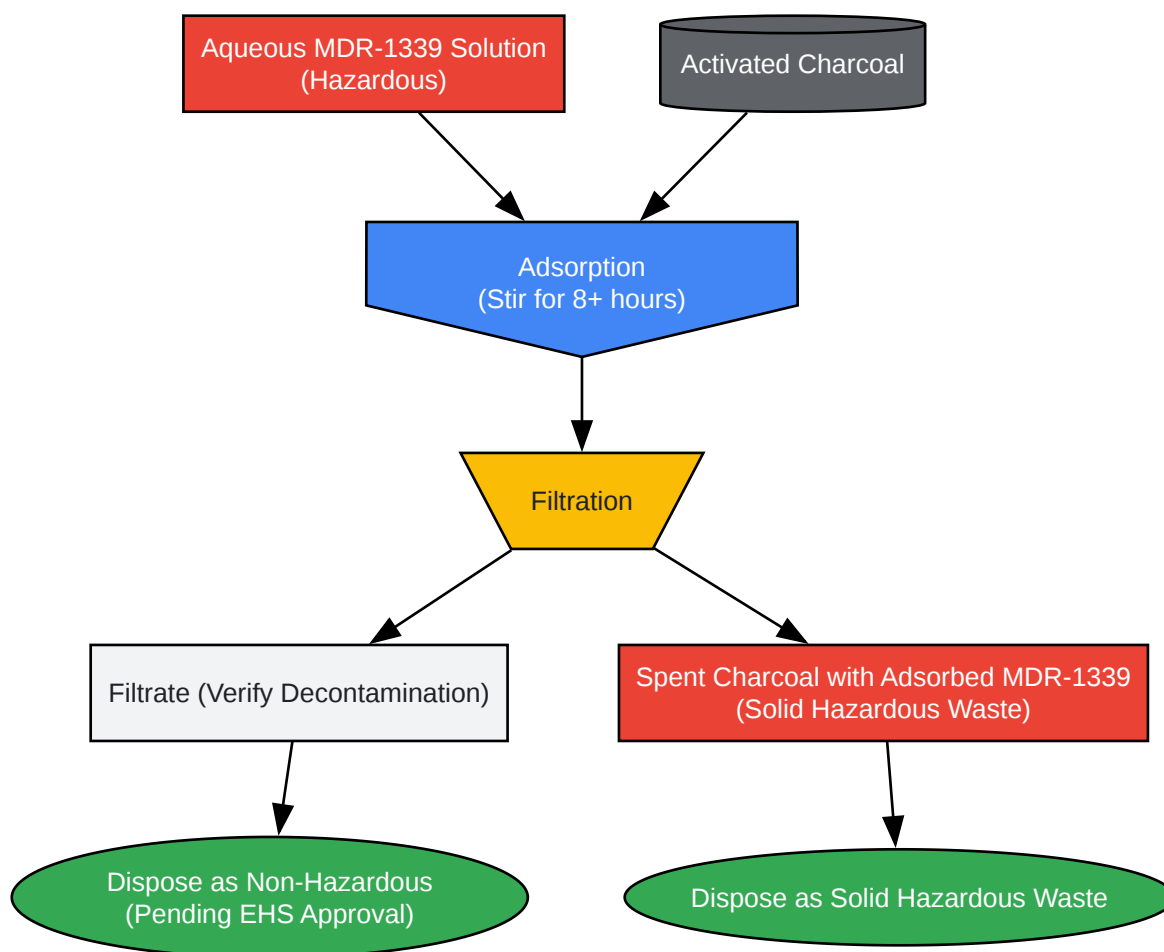 Aqueous MDR-1339 Solution
(Hazardous)
Activated Charcoal
Adsorption
(Stir for 8+ hours)
Filtration
Filtrate (Verify Decontamination)
Spent Charcoal with Adsorbed MDR-1339
(Solid Hazardous Waste)
Dispose as Non-Hazardous
(Pending EHS Approval)
Dispose as Solid Hazardous Waste